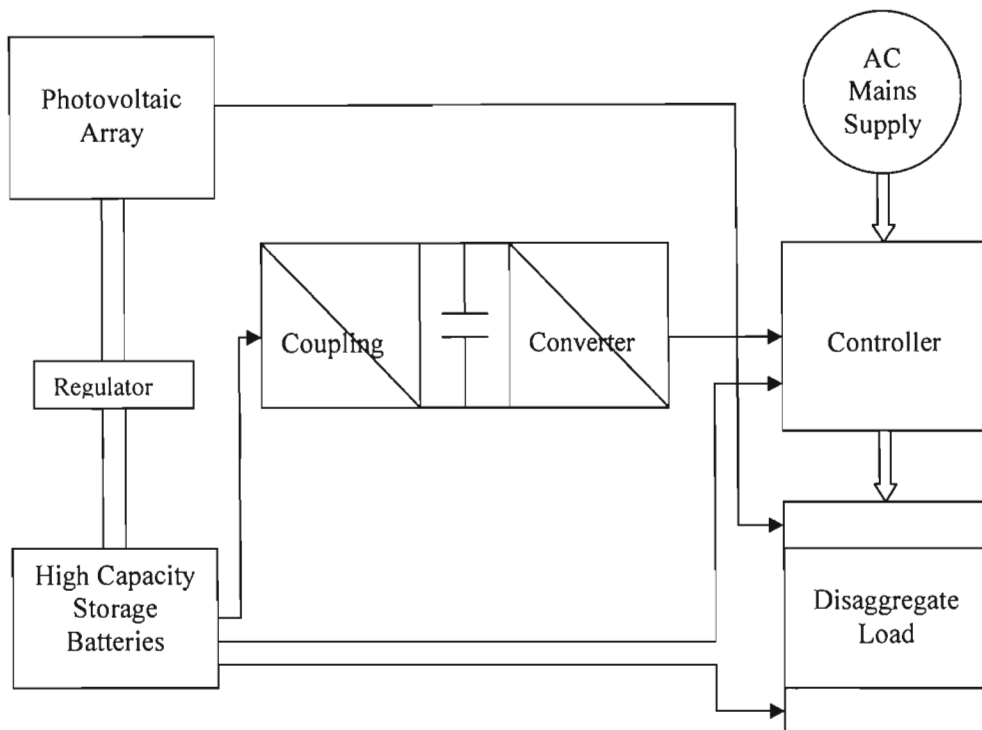 Photovoltaic
Array
AC
Mains
Supply
Coupling
Converter
Controller
Regulator
High Capacity
Storage
Batteries
Disaggregate
Load